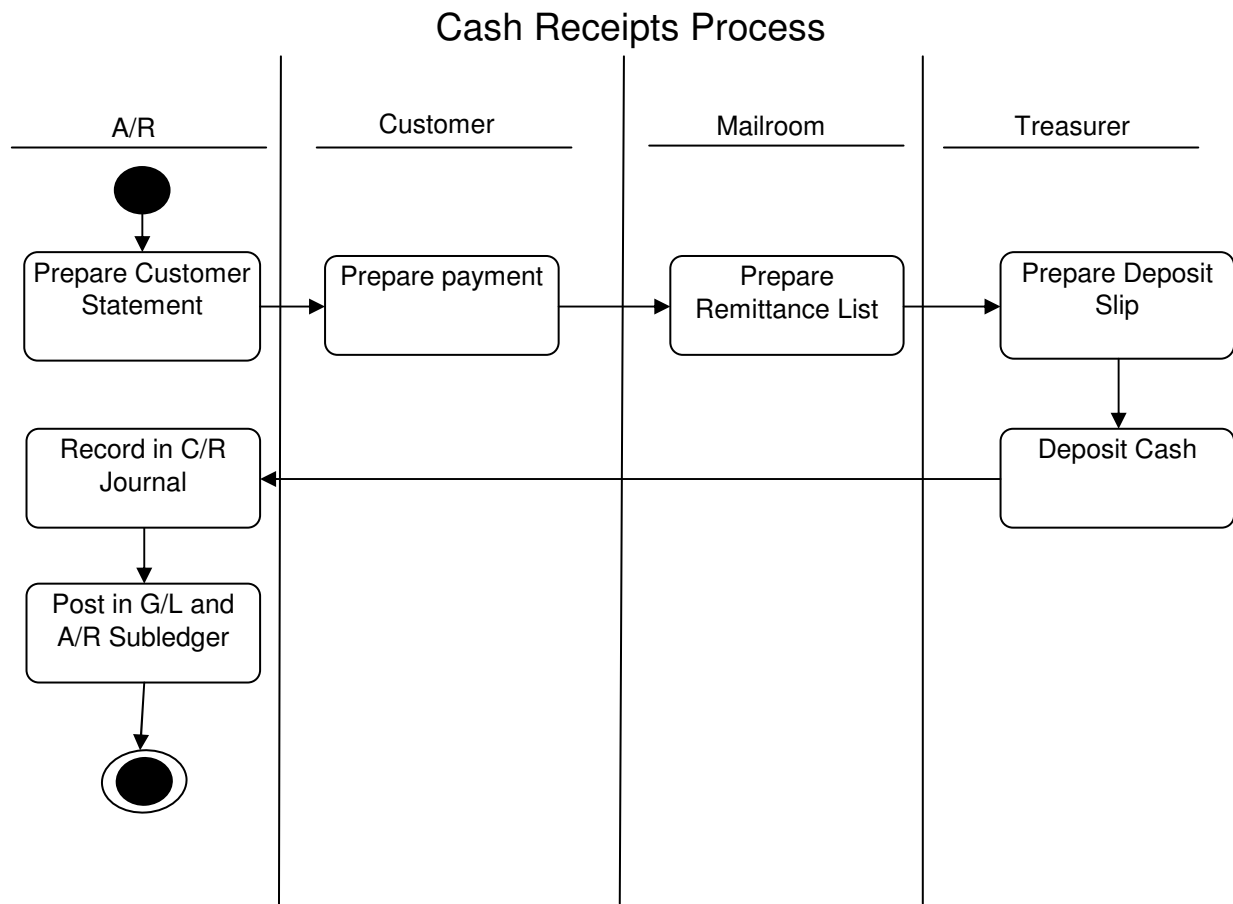 Cash Receipts Process
A/R
Customer
Mailroom
Treasurer
Prepare Customer
Statement
Prepare payment
Prepare
Remittance List
Prepare Deposit
Slip
Record in C/R
Journal
Deposit Cash
Post in G/L and
A/R Subledger